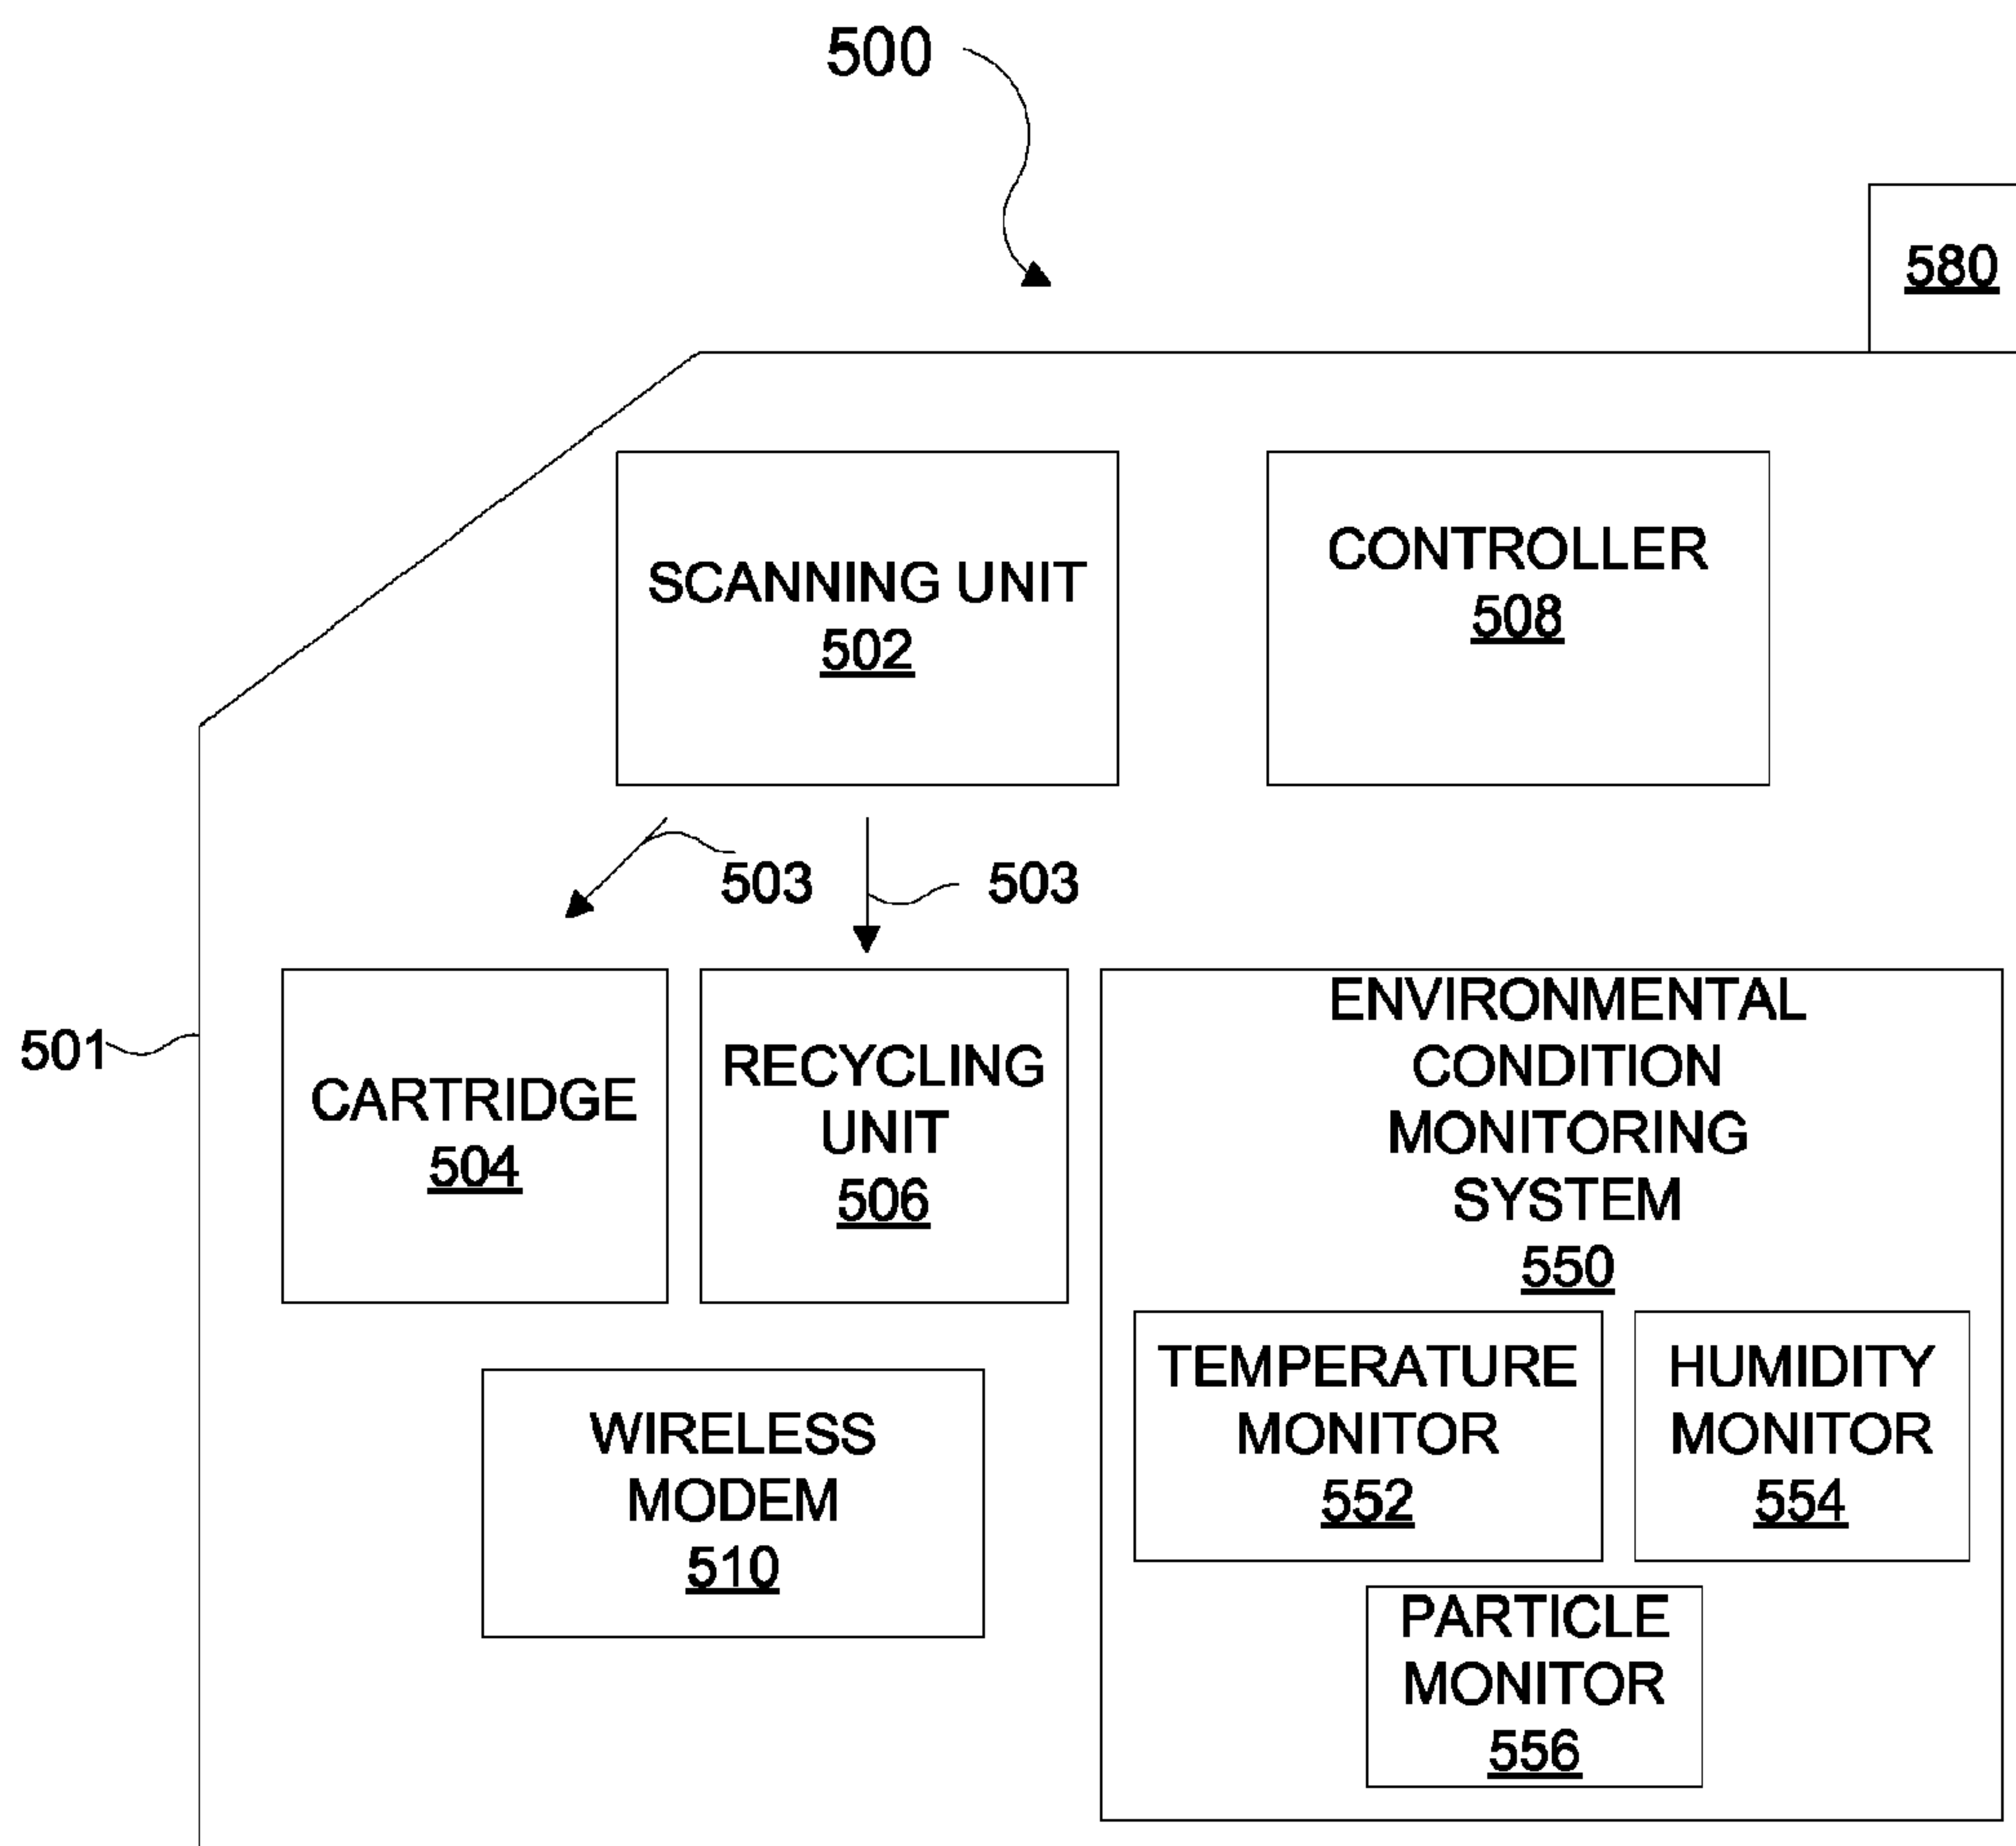 500
580
SCANNING UNIT
502
CONTROLLER
508
503
503
501
CARTRIDGE
504
RECYCLING
UNIT
506
ENVIRONMENTAL
CONDITION
MONITORING
SYSTEM
550
TEMPERATURE
MONITOR
552
HUMIDITY
MONITOR
554
WIRELESS
MODEM
510
PARTICLE
MONITOR
556